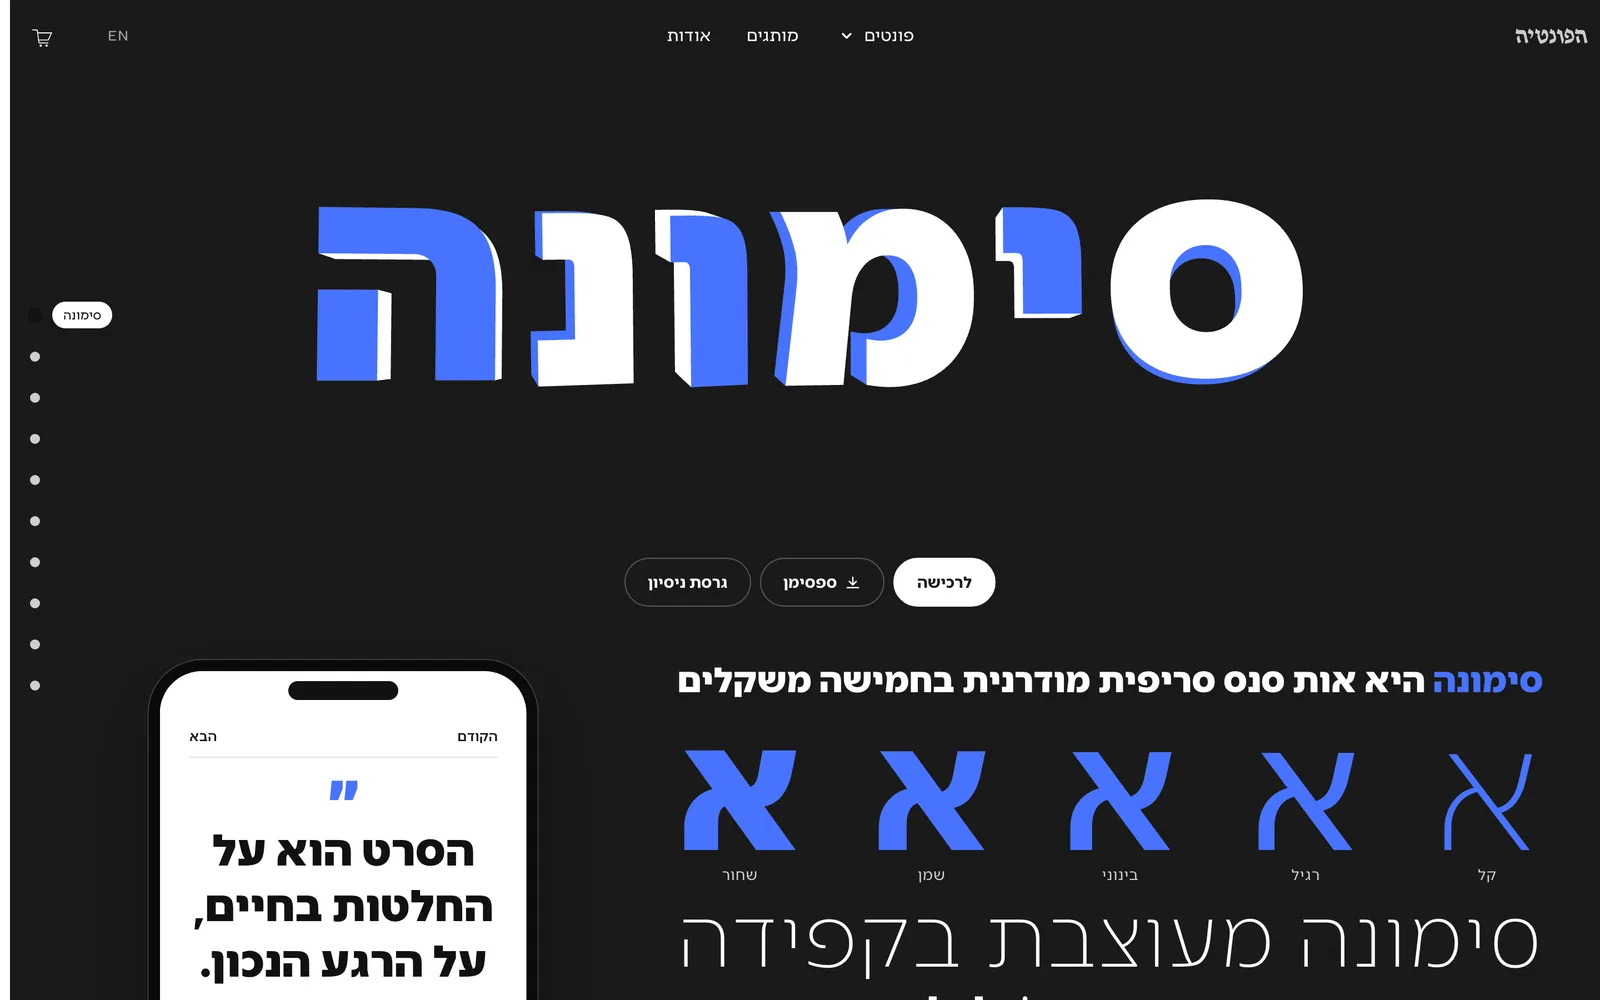 הפונטיה
פונטים
מותגים
אודות
EN
סימונה
סימונה
לרכישה
ספסימן
גרסת ניסיון
סימונה היא אות סנס סריפית מודרנית בחמישה משקלים
א א א א א
קל
רגיל
בינוני
שמן
שחור
סימונה מעוצבת בקפידה
הקודם
הבא
"
הסרט הוא על
החלטות בחיים,
על הרגע הנכון.